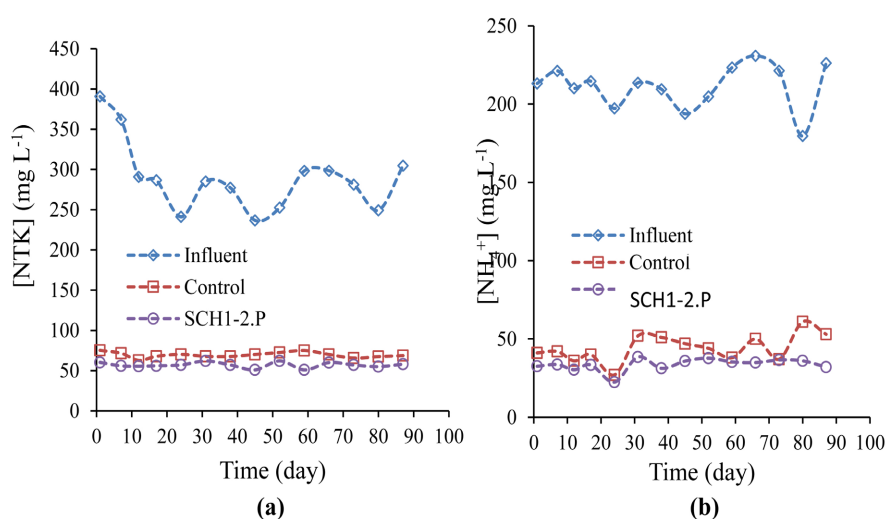 [NTK] (mg L⁻¹)
450
400
350
300
250
200
150
100
50
0
Influent
Control
SCH1-2.P
0 10 20 30 40 50 60 70 80 90 100
Time (day)
(a)
[NH₄⁺] (mg L⁻¹)
250
200
150
100
50
0
Influent
Control
SCH1-2.P
0 10 20 30 40 50 60 70 80 90 100
Time (day)
(b)